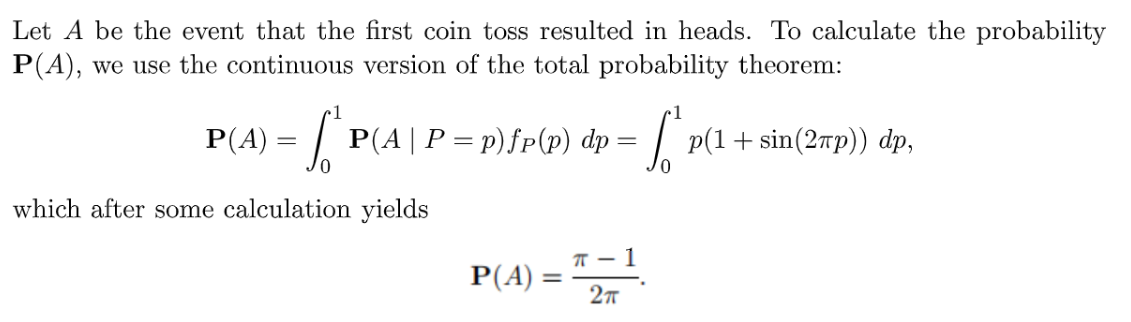 Let A be the event that the first coin toss resulted in heads. To calculate the probability
P(A), we use the continuous version of the total probability theorem:
P(A) = ∫₀¹ P(A | P = p) f_P(p) dp = ∫₀¹ p(1 + sin(2πp)) dp,
which after some calculation yields
P(A) = (π − 1)/(2π).